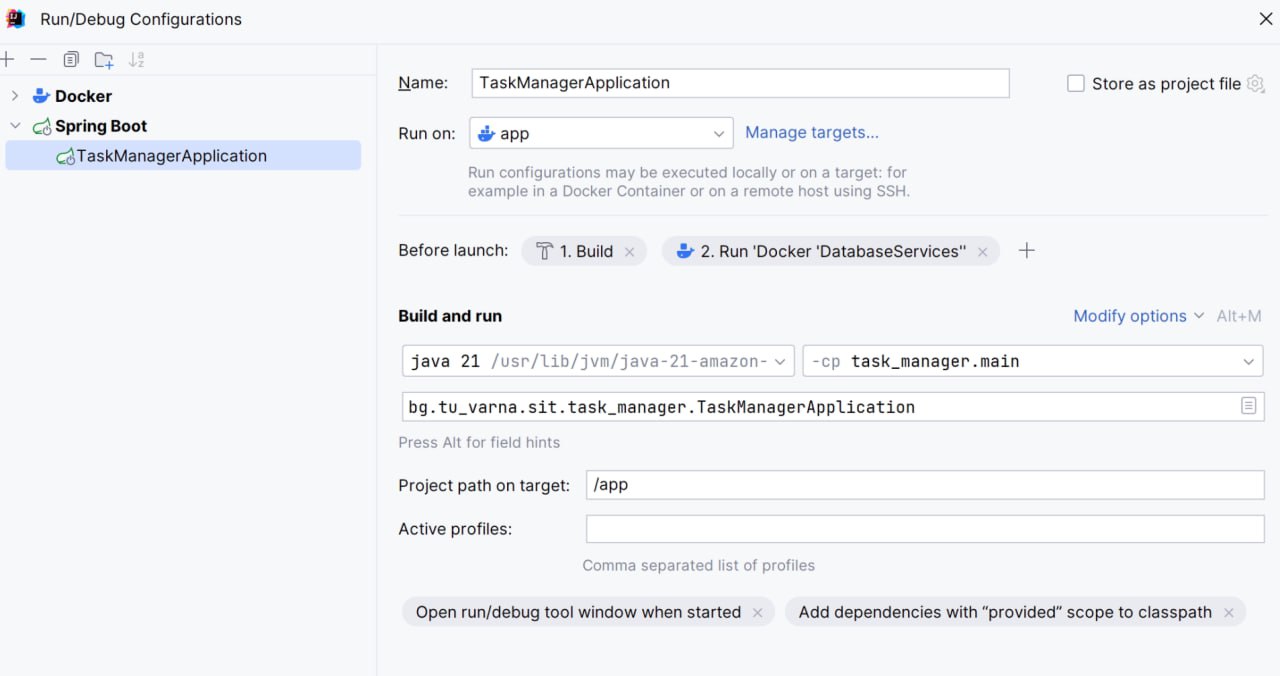 Run/Debug Configurations
Docker
Spring Boot
TaskManagerApplication
Name: TaskManagerApplication
Store as project file
Run on: app Manage targets...
Run configurations may be executed locally or on a target: for
example in a Docker Container or on a remote host using SSH.
Before launch: 1. Build 2. Run 'Docker 'DatabaseServices''
Build and run Modify options Alt+M
java 21 /usr/lib/jvm/java-21-amazon- -cp task_manager.main
bg.tu_varna.sit.task_manager.TaskManagerApplication
Press Alt for field hints
Project path on target: /app
Active profiles:
Comma separated list of profiles
Open run/debug tool window when started Add dependencies with “provided” scope to classpath